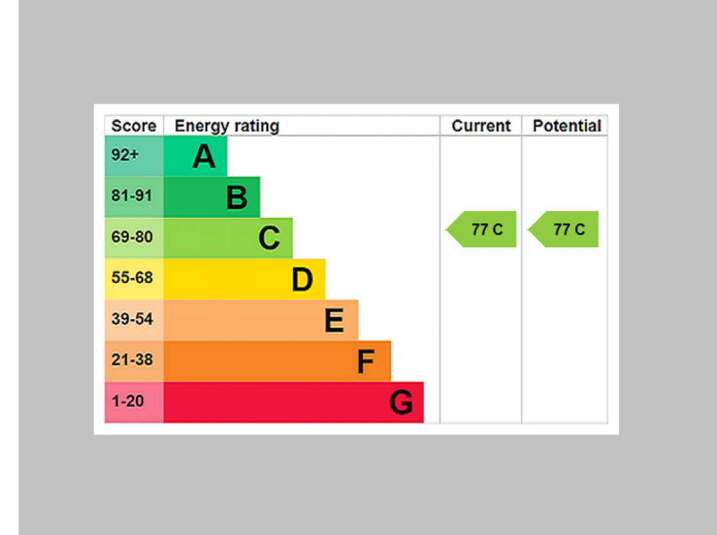 Score Energy rating Current Potential
92+ A
81-91 B
69-80 C 77 C 77 C
55-68 D
39-54 E
21-38 F
1-20 G